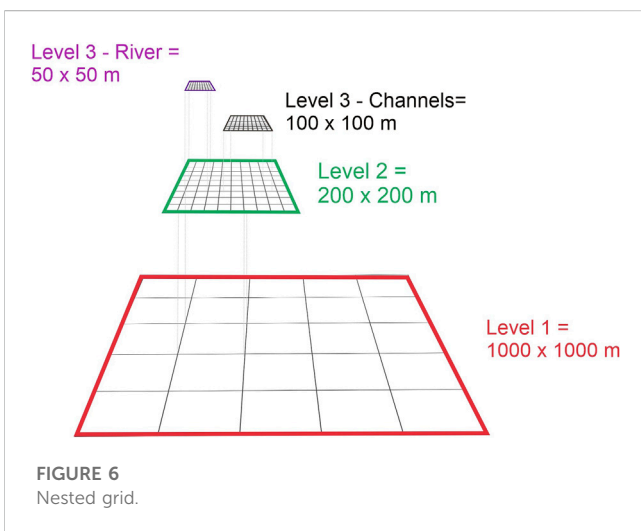 Level 3 - River =
50 x 50 m
Level 3 - Channels=
100 x 100 m
Level 2 =
200 x 200 m
Level 1 =
1000 x 1000 m
FIGURE 6
Nested grid.